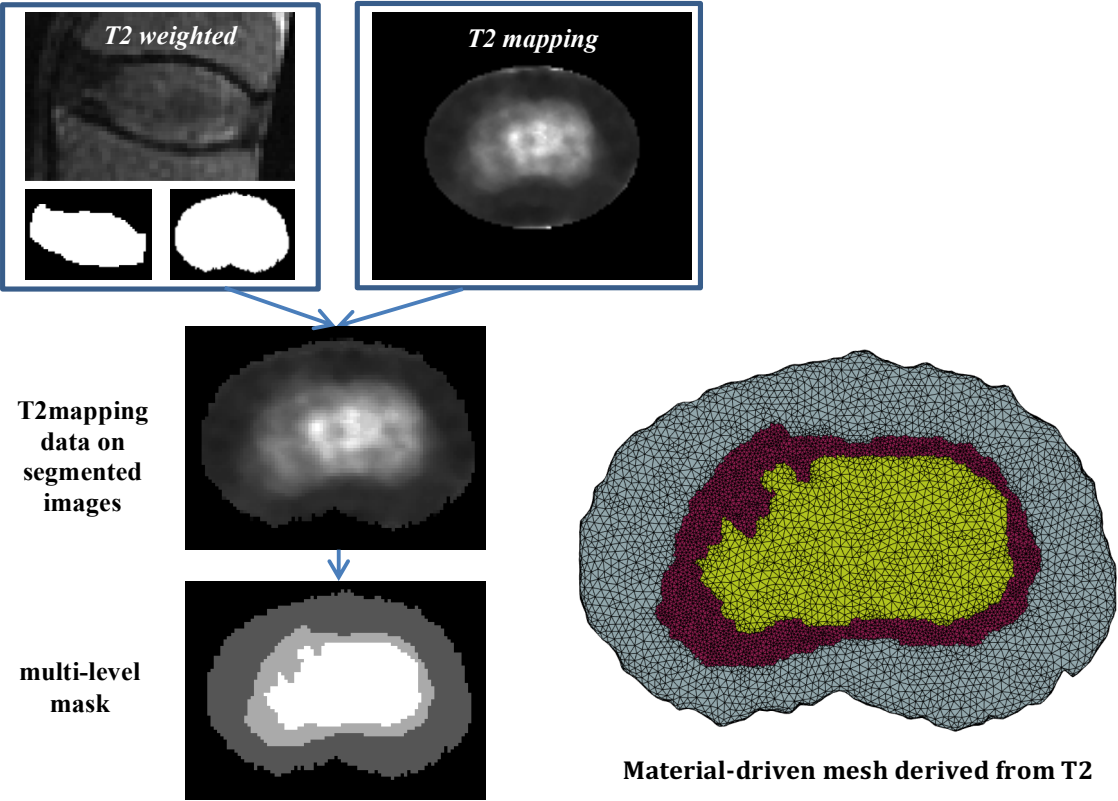 T2 weighted
T2 mapping
T2mapping
data on
segmented
images
multi-level
mask
Material-driven mesh derived from T2